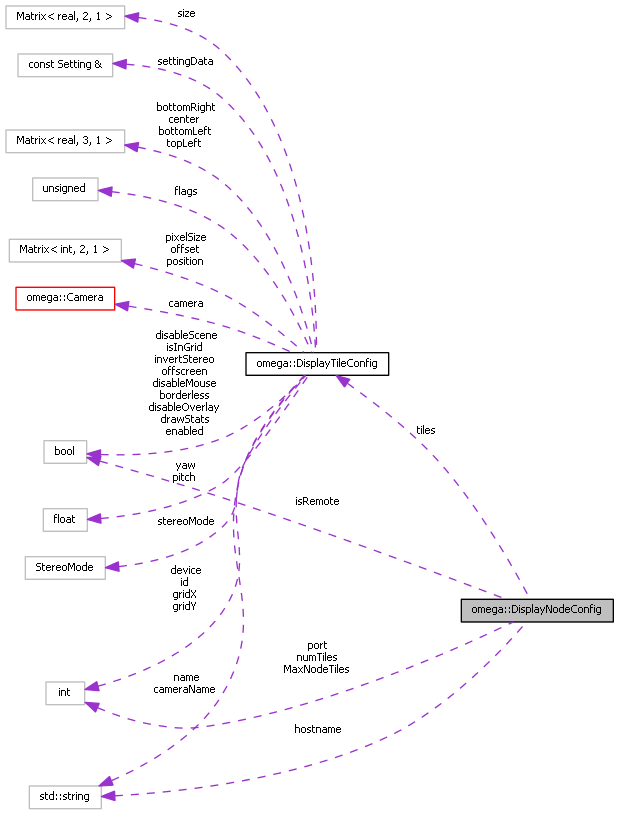 Matrix< real, 2, 1 >
size
const Setting &
settingData
bottomRight
center
bottomLeft
topLeft
Matrix< real, 3, 1 >
unsigned
flags
Matrix< int, 2, 1 >
pixelSize
offset
position
omega::Camera
camera
omega::DisplayTileConfig
disableScene
isInGrid
invertStereo
offscreen
disableMouse
borderless
disableOverlay
drawStats
enabled
bool
tiles
yaw
pitch
isRemote
float
stereoMode
StereoMode
device
id
gridX
gridY
omega::DisplayNodeConfig
port
numTiles
MaxNodeTiles
int
name
cameraName
hostname
std::string